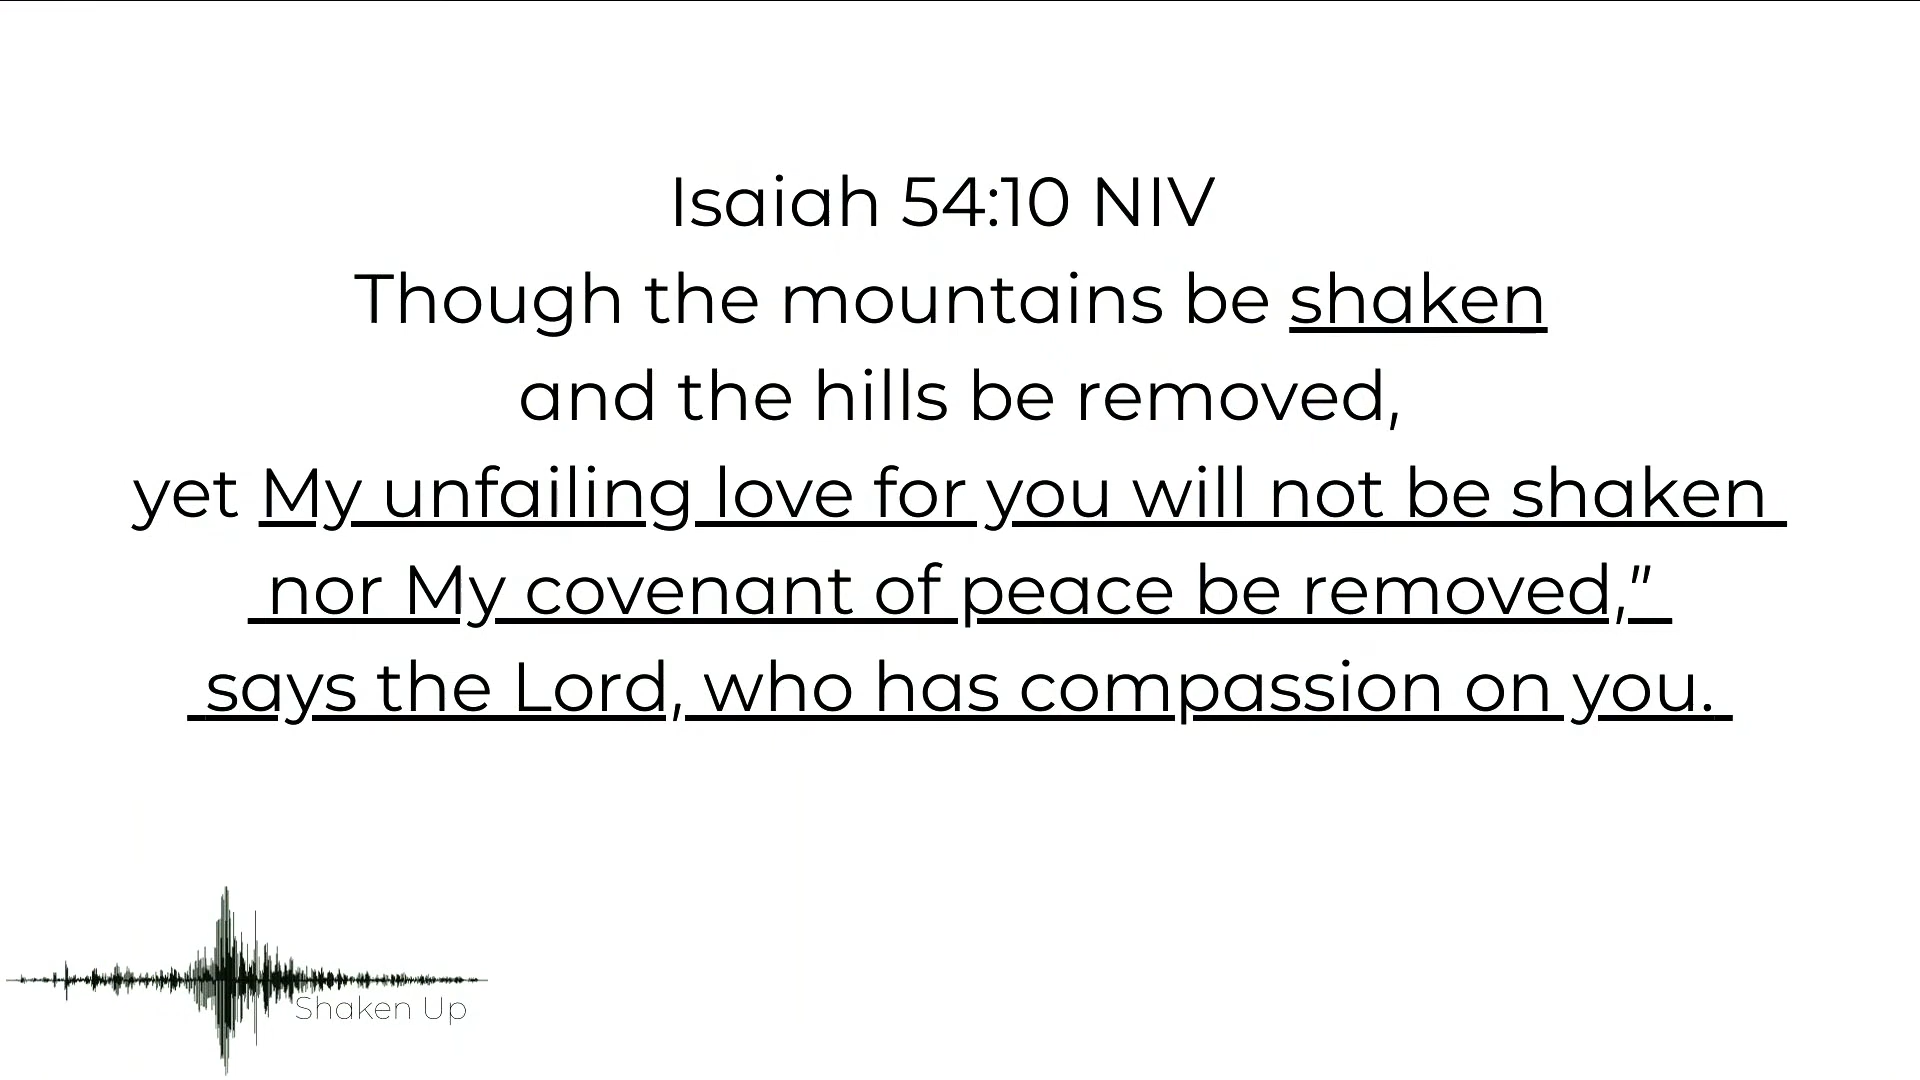 Isaiah 54:10 NIV
Though the mountains be shaken
and the hills be removed,
yet My unfailing love for you will not be shaken
nor My covenant of peace be removed,”
says the Lord, who has compassion on you.
Shaken Up